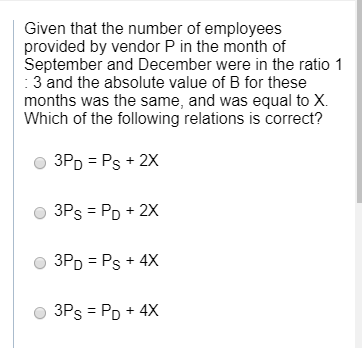 Given that the number of employees
provided by vendor P in the month of
September and December were in the ratio 1
: 3 and the absolute value of B for these
months was the same, and was equal to X.
Which of the following relations is correct?
3PD = PS + 2X
3PS = PD + 2X
3PD = PS + 4X
3PS = PD + 4X